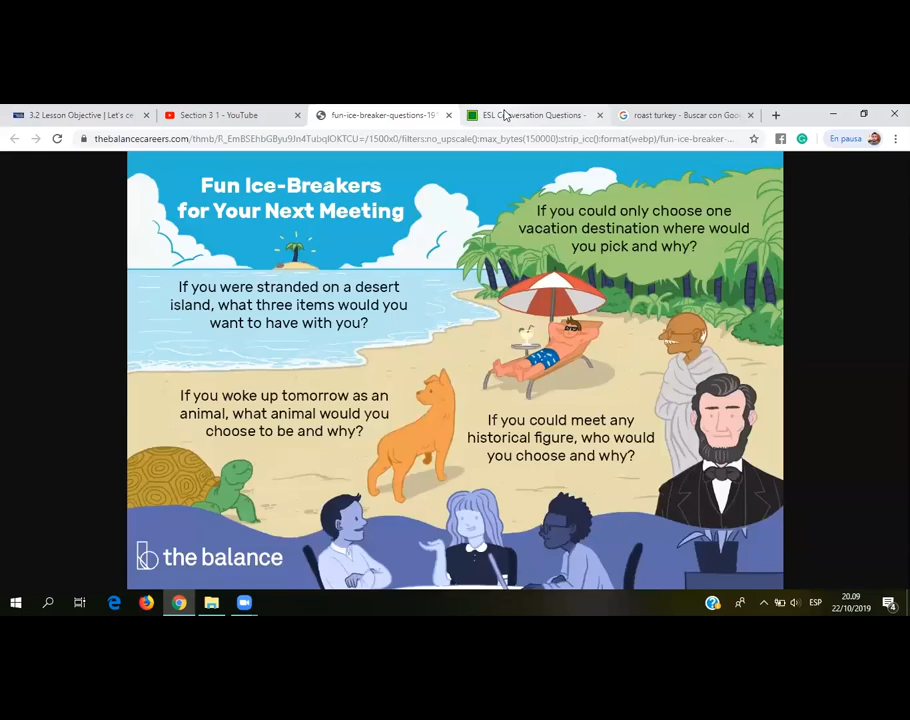 3.2 Lesson Objective | Let's ce
Section 3 1 - YouTube
fun-ice-breaker-questions-191
ESL Conversation Questions -
roast turkey - Buscar con Goo
thebalancecareers.com/thmb/R_EmBSEhbGByu9Jn4TubqlOKTCU=/1500x0/filters:no_upscale():max_bytes(150000):strip_icc():format(webp)/fun-ice-breaker-...
En pausa
Fun Ice-Breakers
for Your Next Meeting
If you could only choose one
vacation destination where would
you pick and why?
If you were stranded on a desert
island, what three items would you
want to have with you?
If you woke up tomorrow as an
animal, what animal would you
choose to be and why?
If you could meet any
historical figure, who would
you choose and why?
b the balance
ESP
20.09
22/10/2019
4